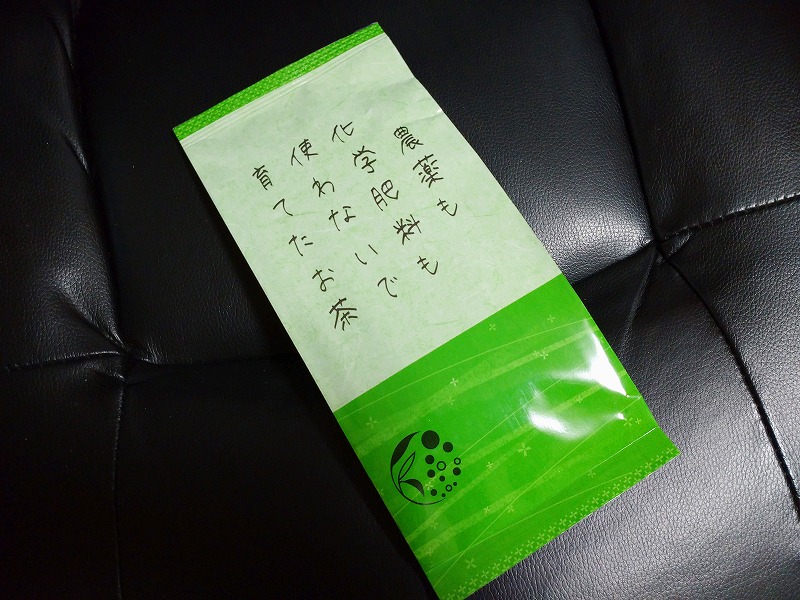 農薬も
化学肥料も
使わないで
育てたお茶